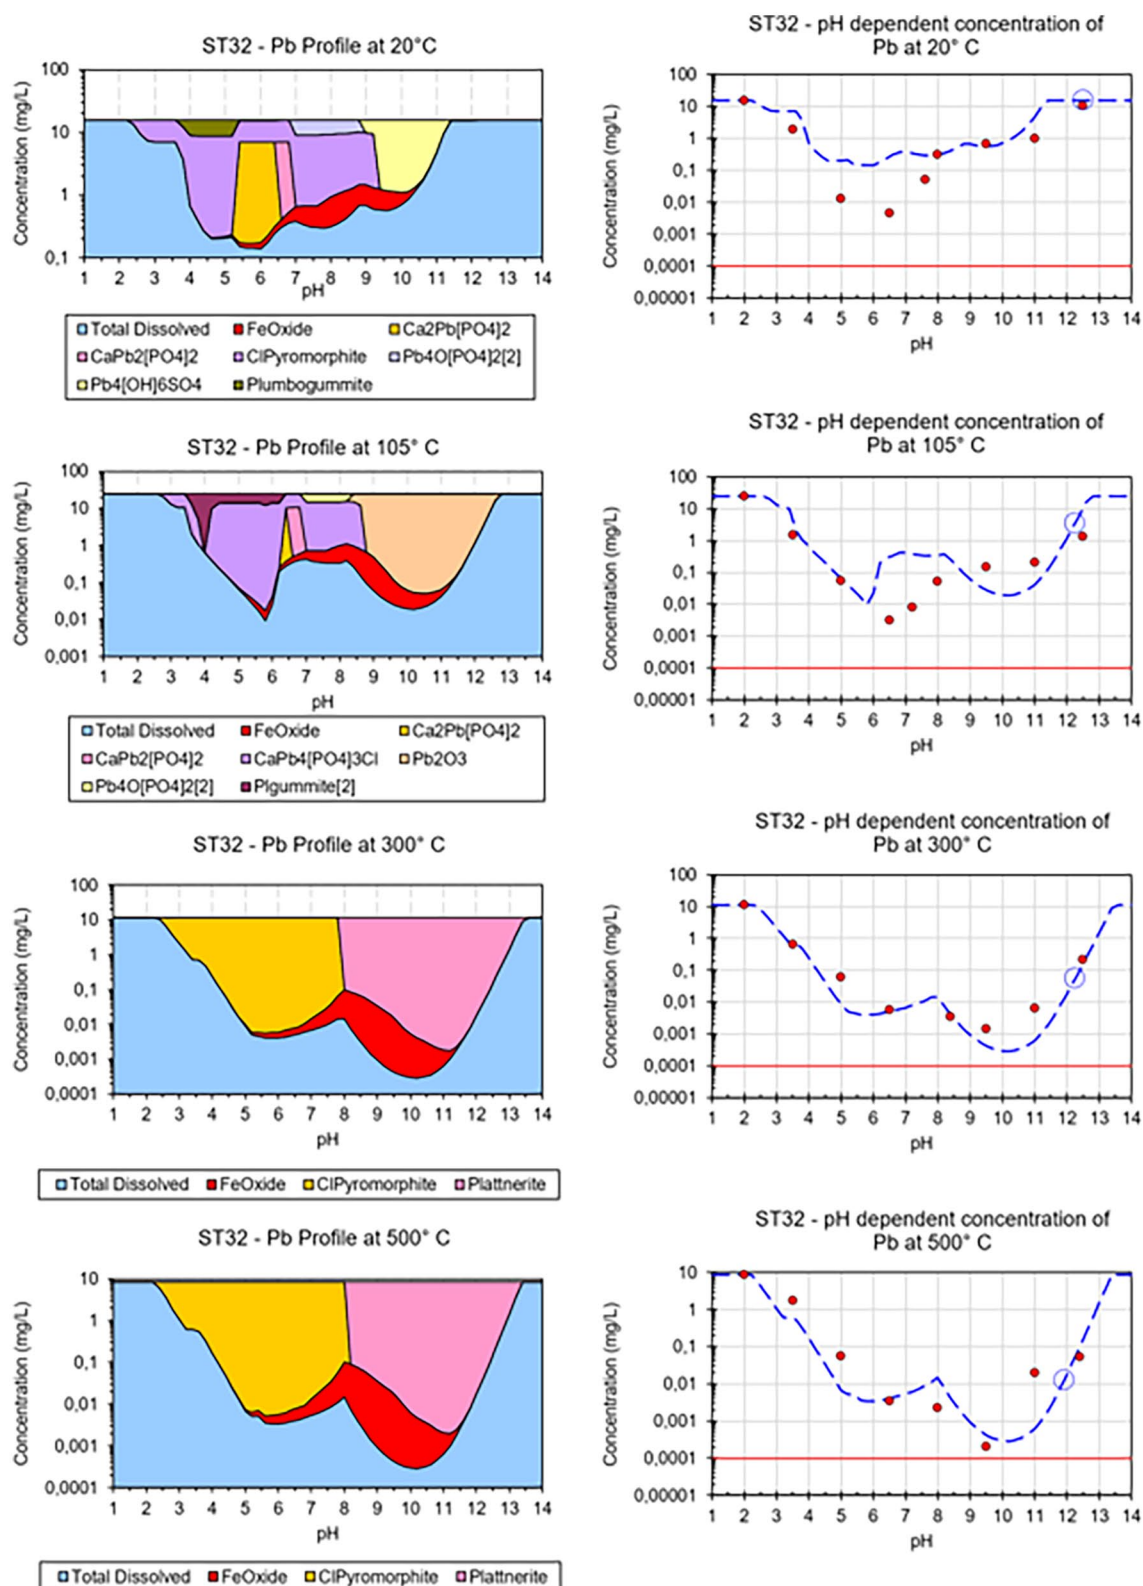 ST32 - Pb Profile at 20°C
Concentration (mg/L)
100
10
1
0,1
1 2 3 4 5 6 7 8 9 10 11 12 13 14
pH
Total Dissolved FeOxide Ca2Pb[PO4]2
CaPb2[PO4]2 ClPyromorphite Pb4O[PO4]2[2]
Pb4[OH]6SO4 Plumbogummite
ST32 - pH dependent concentration of
Pb at 20° C
Concentration (mg/L)
100
10
1
0,1
0,01
0,001
0,0001
0,00001
1 2 3 4 5 6 7 8 9 10 11 12 13 14
pH
ST32 - Pb Profile at 105° C
Concentration (mg/L)
100
10
1
0,1
0,01
0,001
1 2 3 4 5 6 7 8 9 10 11 12 13 14
pH
Total Dissolved FeOxide Ca2Pb[PO4]2
CaPb2[PO4]2 CaPb4[PO4]3Cl Pb2O3
Pb4O[PO4]2[2] Plgummite[2]
ST32 - pH dependent concentration of
Pb at 105° C
Concentration (mg/L)
100
10
1
0,1
0,01
0,001
0,0001
0,00001
1 2 3 4 5 6 7 8 9 10 11 12 13 14
pH
ST32 - Pb Profile at 300° C
Concentration (mg/L)
100
10
1
0,1
0,01
0,001
0,0001
1 2 3 4 5 6 7 8 9 10 11 12 13 14
pH
Total Dissolved FeOxide ClPyromorphite Plattnerite
ST32 - pH dependent concentration of
Pb at 300° C
Concentration (mg/L)
100
10
1
0,1
0,01
0,001
0,0001
0,00001
1 2 3 4 5 6 7 8 9 10 11 12 13 14
pH
ST32 - Pb Profile at 500° C
Concentration (mg/L)
10
1
0,1
0,01
0,001
0,0001
1 2 3 4 5 6 7 8 9 10 11 12 13 14
pH
Total Dissolved FeOxide ClPyromorphite Plattnerite
ST32 - pH dependent concentration of
Pb at 500° C
Concentration (mg/L)
10
1
0,1
0,01
0,001
0,0001
0,00001
1 2 3 4 5 6 7 8 9 10 11 12 13 14
pH